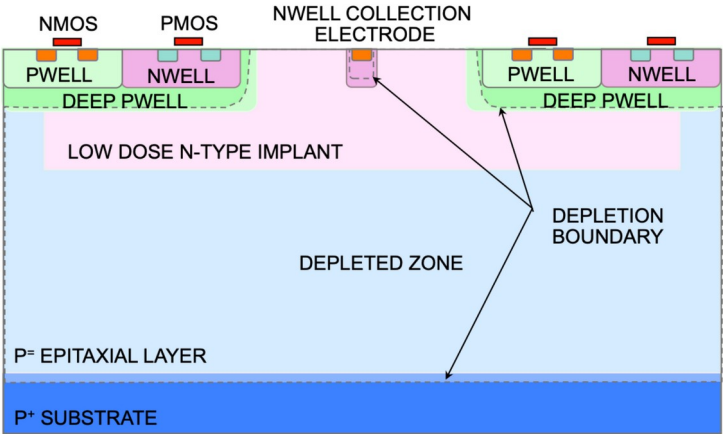 NMOS
PMOS
NWELL COLLECTION
ELECTRODE
PWELL
NWELL
DEEP PWELL
PWELL
NWELL
DEEP PWELL
LOW DOSE N-TYPE IMPLANT
DEPLETION
BOUNDARY
DEPLETED ZONE
P⁼ EPITAXIAL LAYER
P⁺ SUBSTRATE